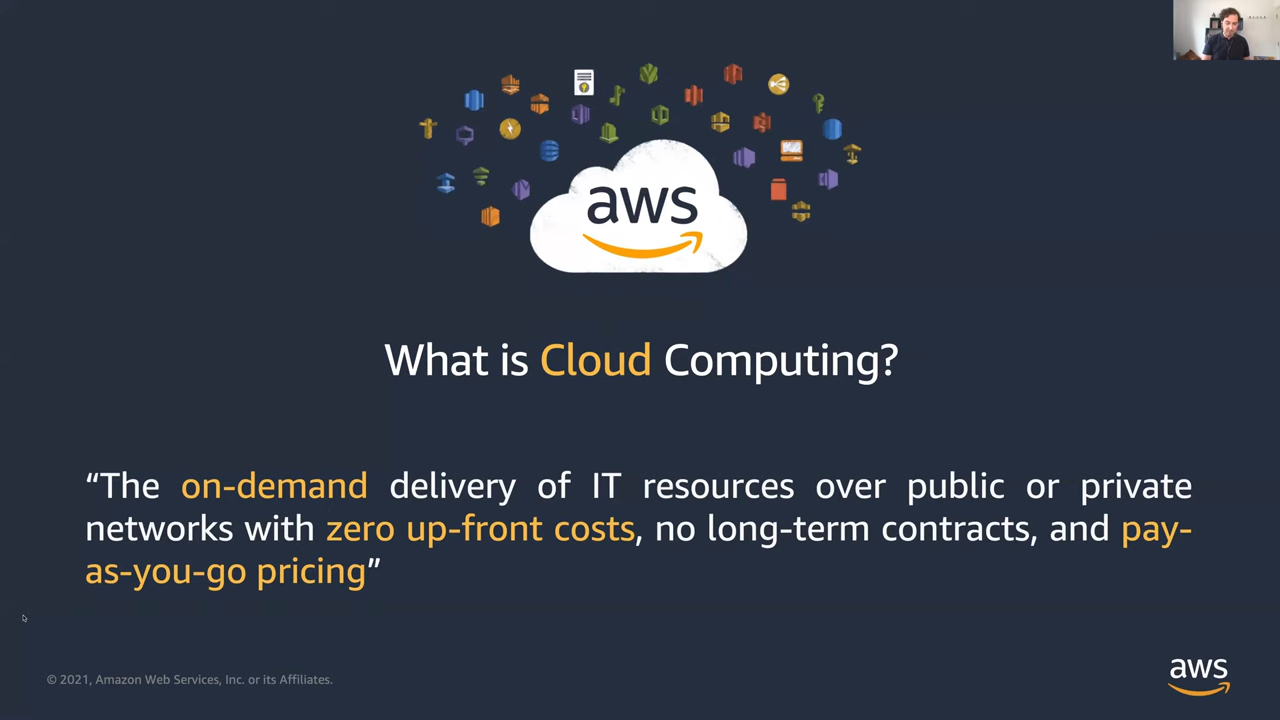 aws
What is Cloud Computing?
“The on-demand delivery of IT resources over public or private
networks with zero up-front costs, no long-term contracts, and pay-
as-you-go pricing”
© 2021, Amazon Web Services, Inc. or its Affiliates.
aws